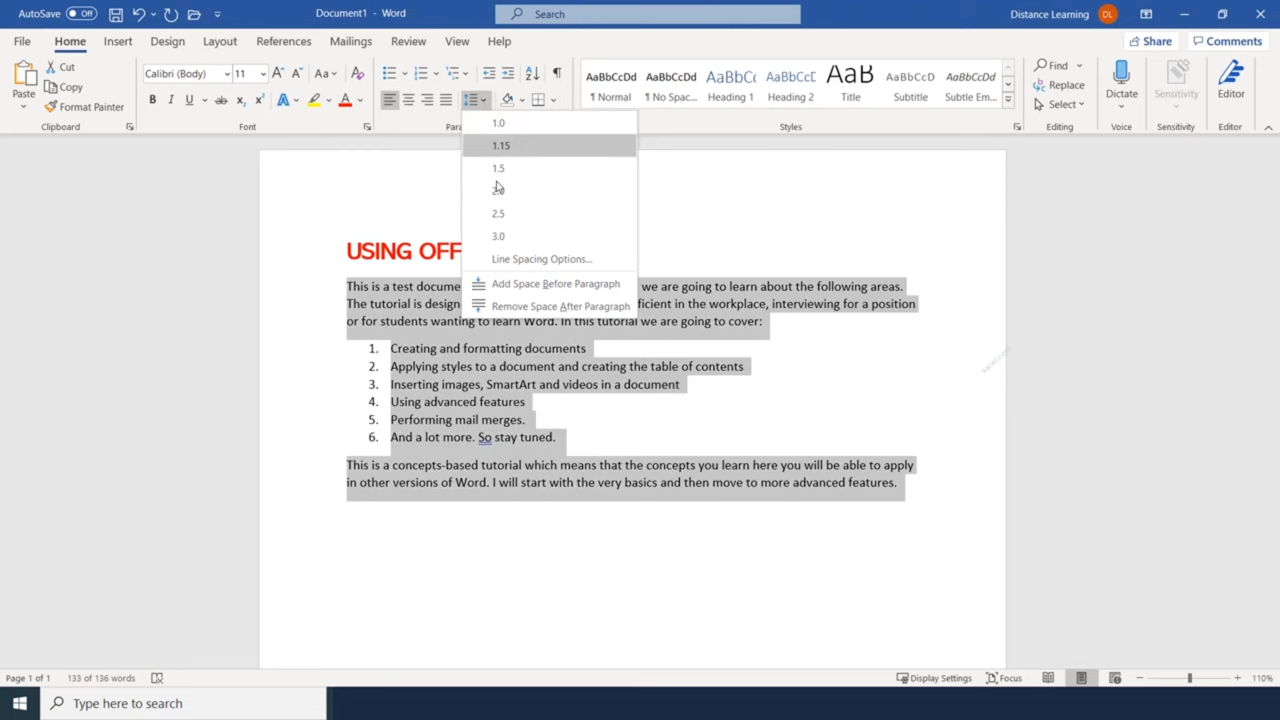 AutoSave Off Document1 - Word Search Distance Learning DL
File Home Insert Design Layout References Mailings Review View Help Share Comments
Paste Cut Copy Format Painter Clipboard
Calibri (Body) 11 Aa A A
B I U ab x₂ x² A A Font
AaBbCcDd AaBbCcDd AaBbCc AaBbCcD AaB AaBbCcD AaBbCcDd
¶ Normal ¶ No Spac... Heading 1 Heading 2 Title Subtitle Subtle Em...
Styles
Find Replace Select Editing
Dictate Voice
Sensitivity Sensitivity
Editor Editor
1.0
1.15
1.5
2.0
2.5
3.0
Line Spacing Options...
Add Space Before Paragraph
Remove Space After Paragraph
USING OFF
This is a test docume we are going to learn about the following areas.
The tutorial is design ficient in the workplace, interviewing for a position
or for students wanting to learn Word. In this tutorial we are going to cover:
1. Creating and formatting documents
2. Applying styles to a document and creating the table of contents
3. Inserting images, SmartArt and videos in a document
4. Using advanced features
5. Performing mail merges.
6. And a lot more. So stay tuned.
This is a concepts-based tutorial which means that the concepts you learn here you will be able to apply
in other versions of Word. I will start with the very basics and then move to more advanced features.
Page 1 of 1 133 of 136 words Display Settings Focus 110%
Type here to search